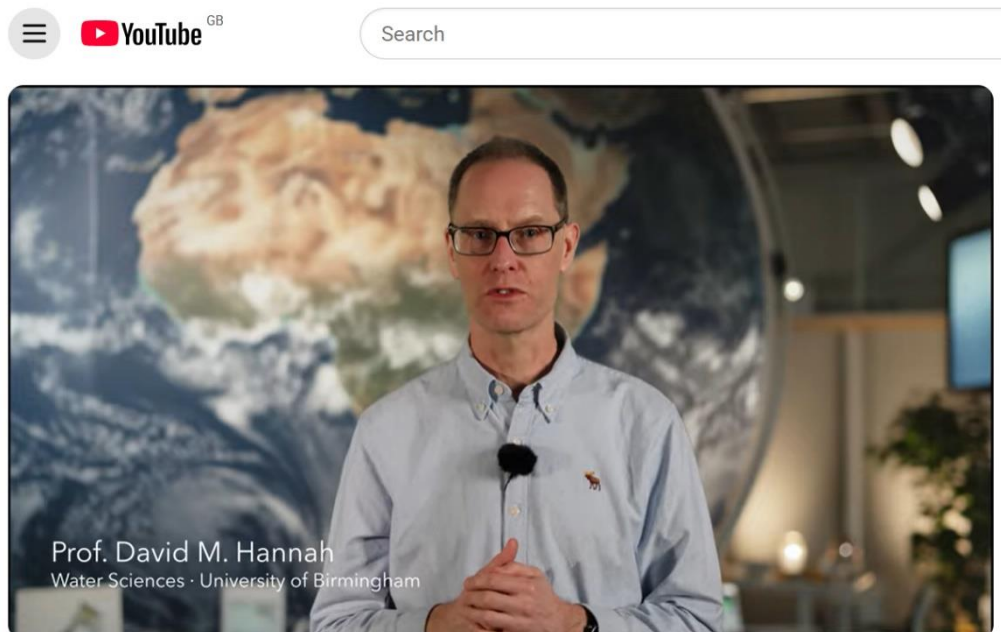 YouTube GB
Search
Prof. David M. Hannah
Water Sciences · University of Birmingham